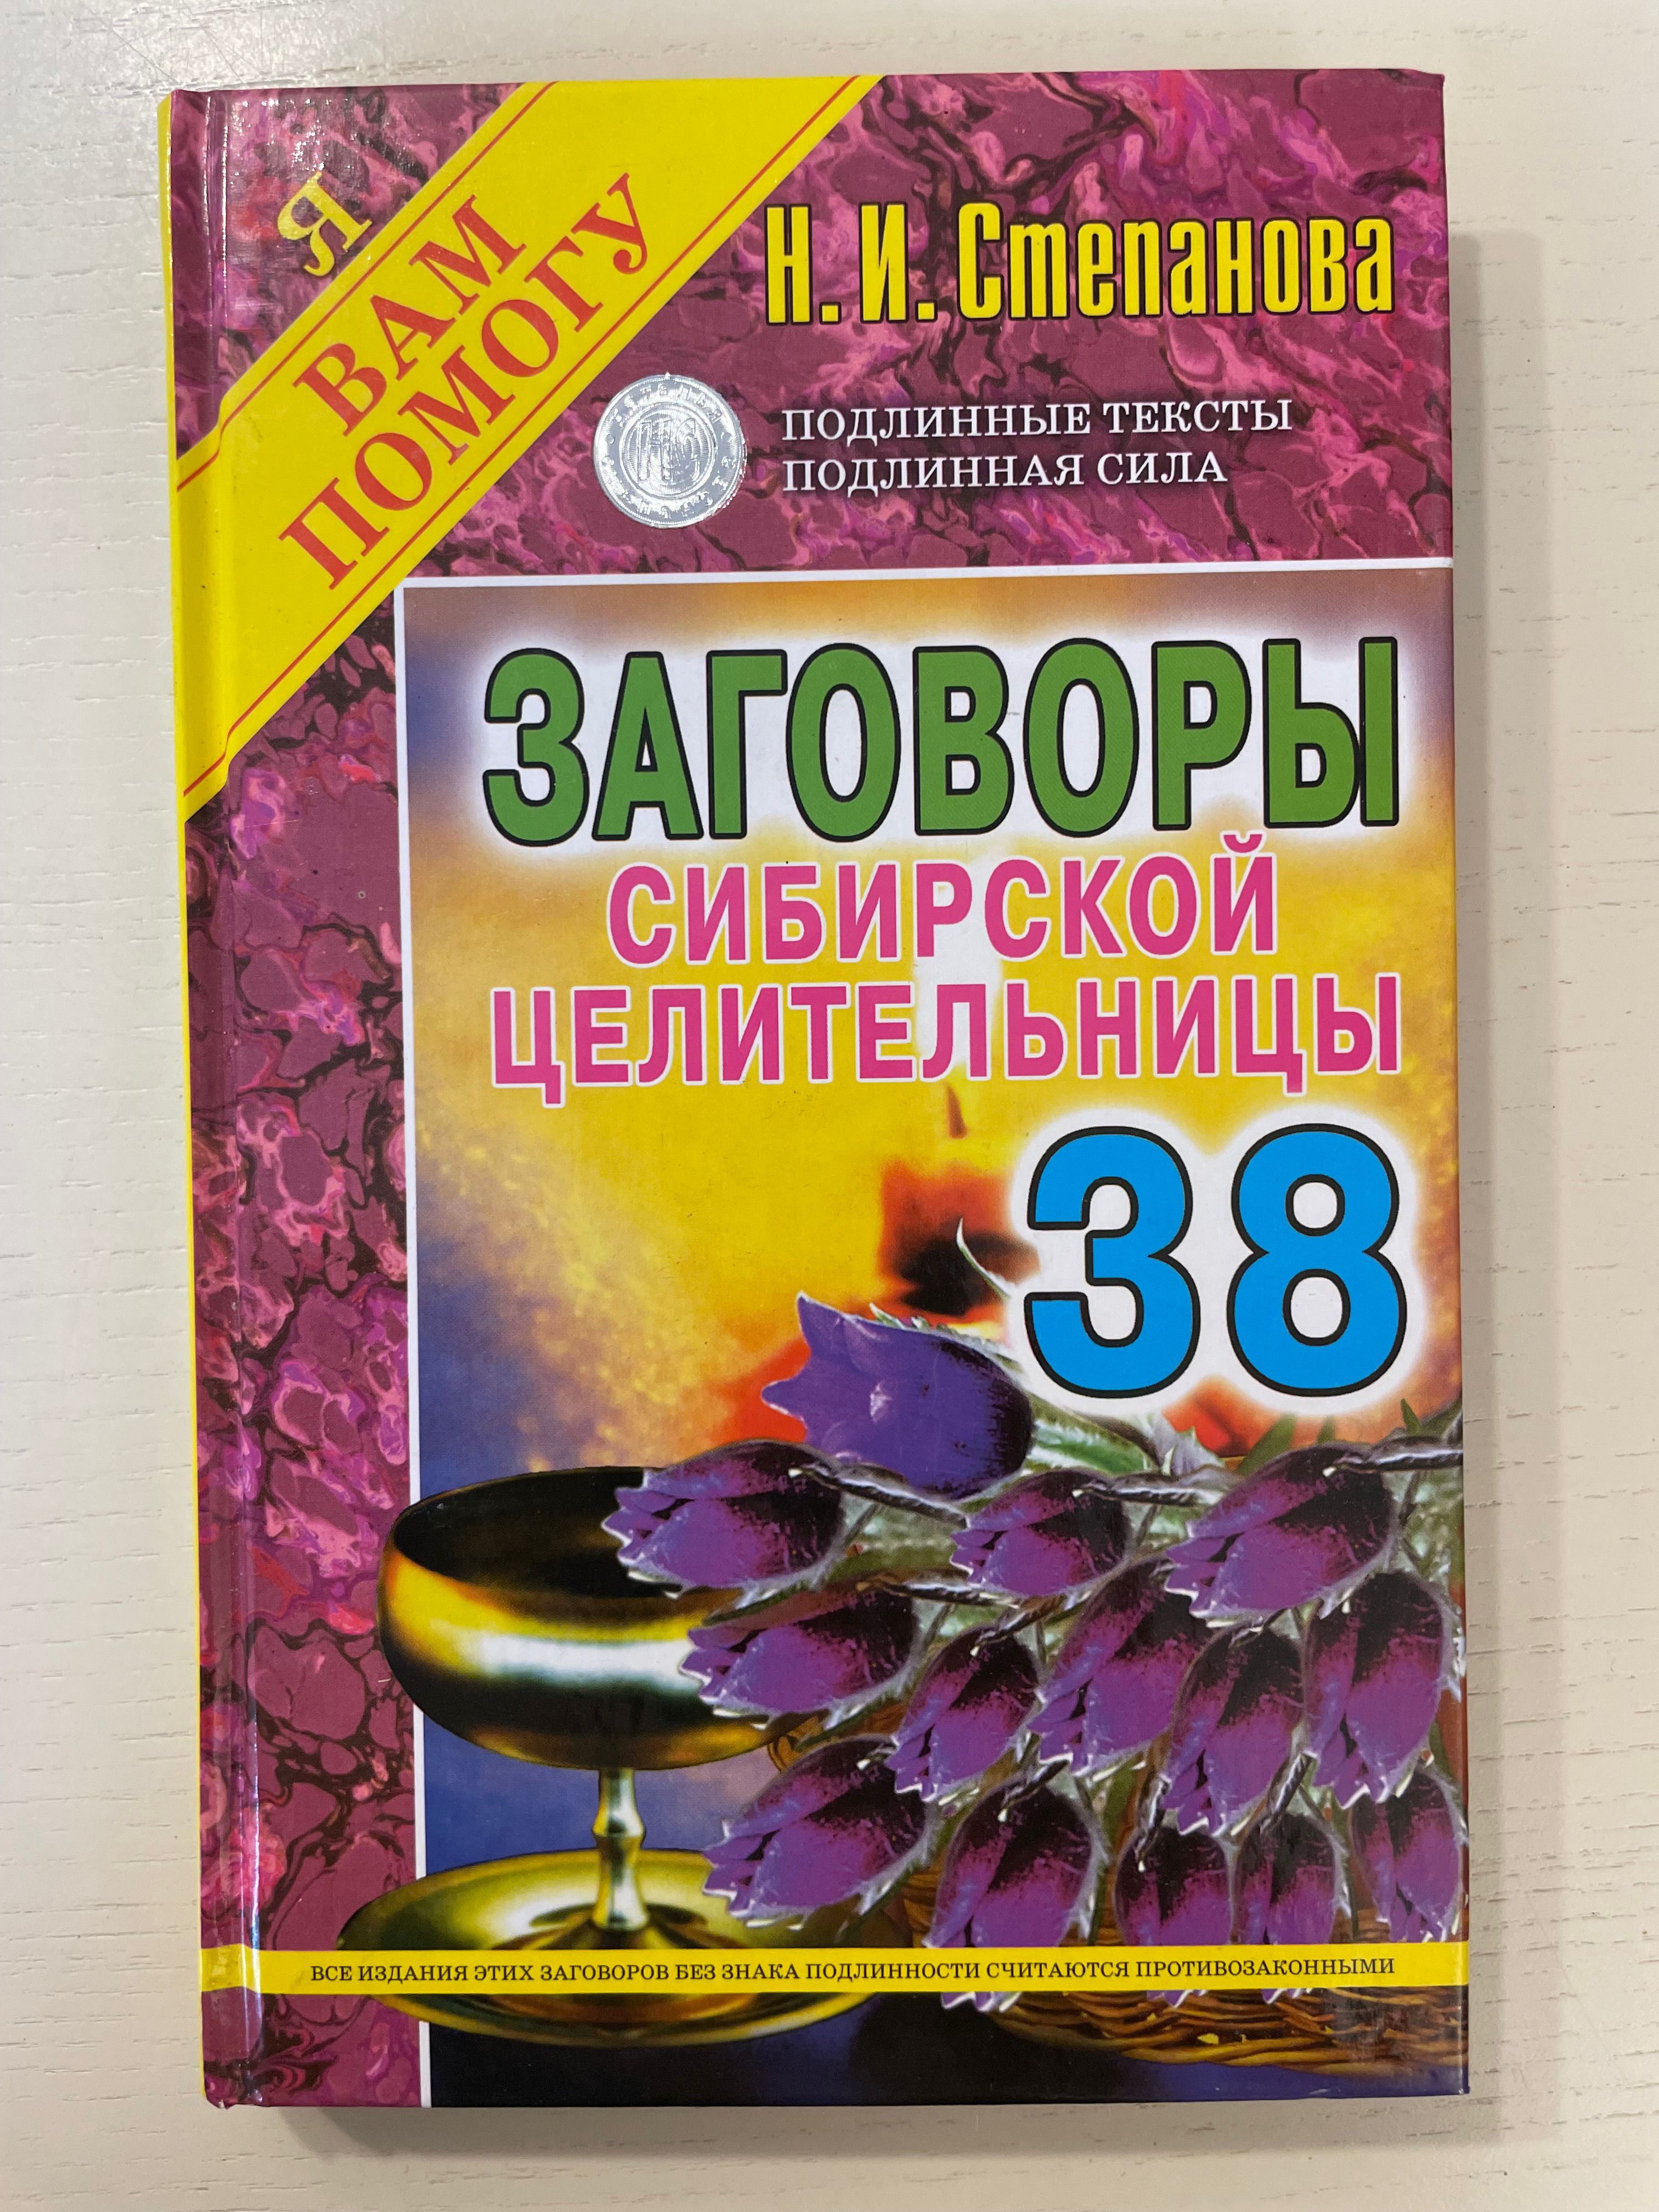 Я
ВАМ
ПОМОГУ
Н. И. Степанова
ПОДЛИННЫЕ ТЕКСТЫ
ПОДЛИННАЯ СИЛА
ЗАГОВОРЫ
СИБИРСКОЙ
ЦЕЛИТЕЛЬНИЦЫ
38
ВСЕ ИЗДАНИЯ ЭТИХ ЗАГОВОРОВ БЕЗ ЗНАКА ПОДЛИННОСТИ СЧИТАЮТСЯ ПРОТИВОЗАКОННЫМИ